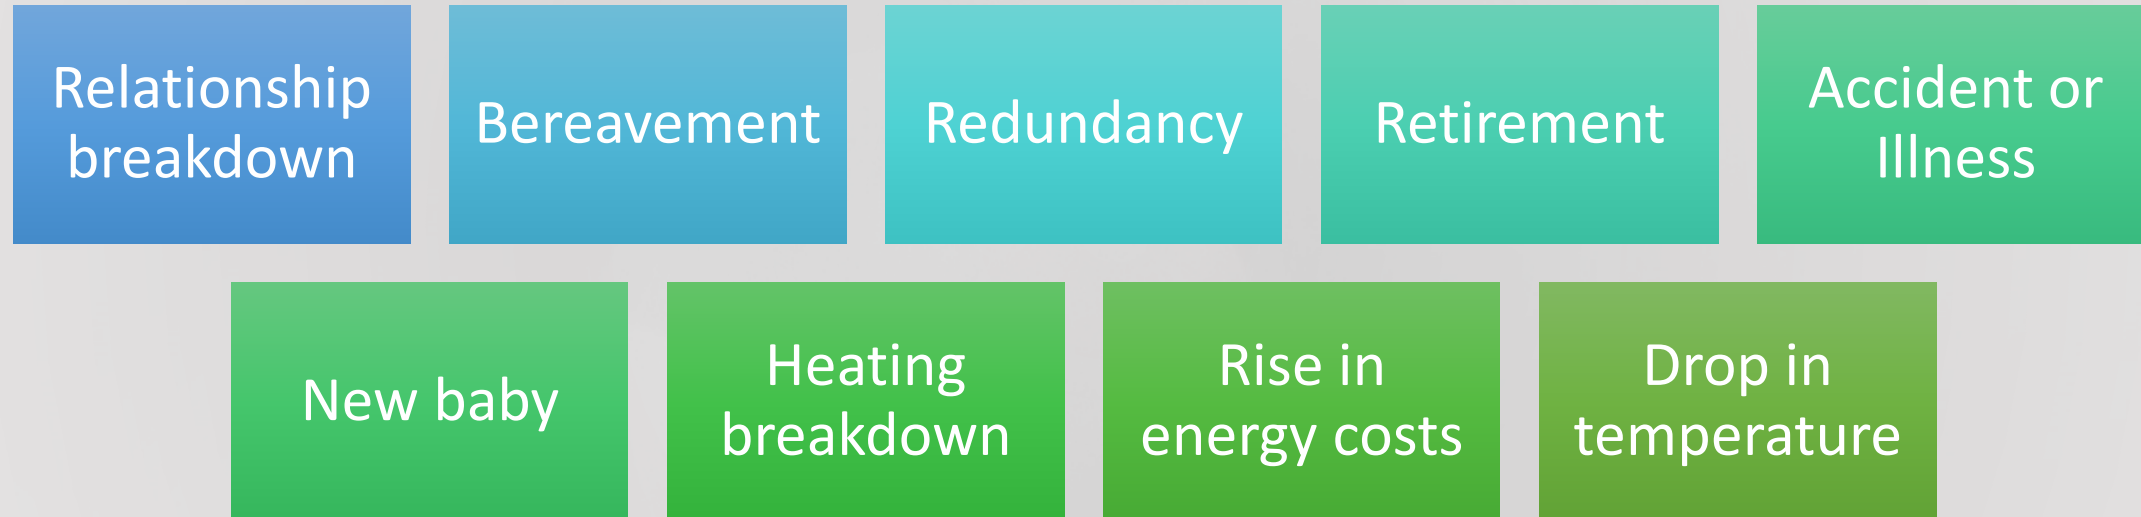 Relationship
breakdown
Bereavement
Redundancy
Retirement
Accident or
Illness
New baby
Heating
breakdown
Rise in
energy costs
Drop in
temperature